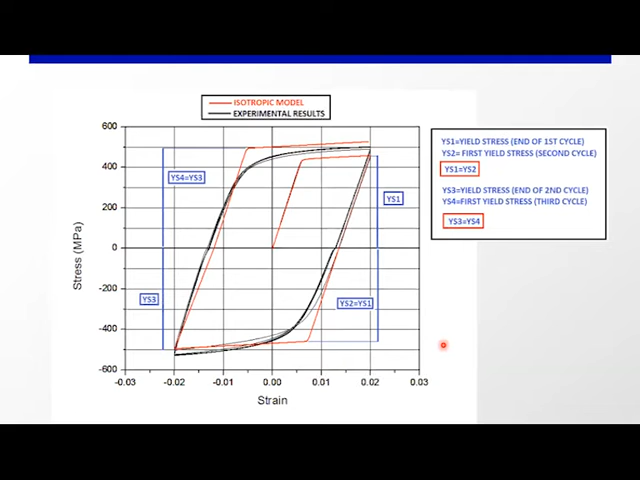 ISOTROPIC MODEL
EXPERIMENTAL RESULTS
YS1=YIELD STRESS (END OF 1ST CYCLE)
YS2= FIRST YIELD STRESS (SECOND CYCLE)
YS1=YS2
YS3=YIELD STRESS (END OF 2ND CYCLE)
YS4=FIRST YIELD STRESS (THIRD CYCLE)
YS3=YS4
600
400
200
0
-200
-400
-600
Stress (MPa)
YS4=YS3
YS1
YS3
YS2=YS1
-0.03 -0.02 -0.01 0.00 0.01 0.02 0.03
Strain